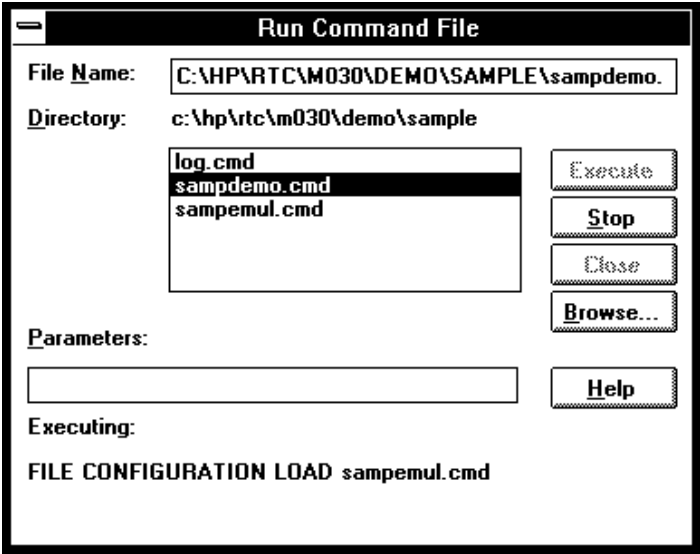 Run Command File
File Name: C:\HP\RTC\M030\DEMO\SAMPLE\sampdemo.
Directory: c:\hp\rtc\m030\demo\sample
log.cmd
sampdemo.cmd
sampemul.cmd
Execute
Stop
Close
Browse...
Parameters:
Help
Executing:
FILE CONFIGURATION LOAD sampemul.cmd